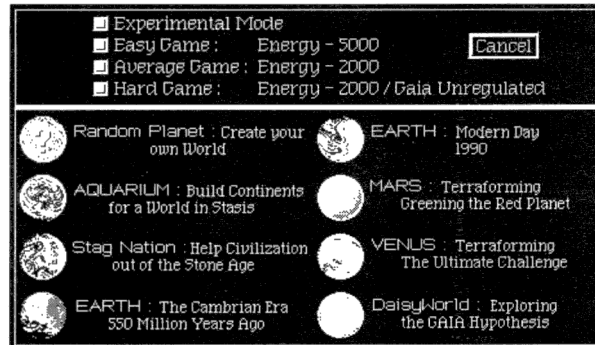 Experimental Mode
Easy Game : Energy - 5000
Cancel
Average Game : Energy - 2000
Hard Game : Energy - 2000 / Gaia Unregulated
Random Planet : Create your
own World
EARTH : Modern Day
1990
AQUARIUM : Build Continents
for a World in Stasis
MARS : Terraforming
Greening the Red Planet
Stag Nation : Help Civilization
out of the Stone Age
VENUS : Terraforming
The Ultimate Challenge
EARTH : The Cambrian Era
550 Million Years Ago
DaisyWorld : Exploring
the GAIA Hypothesis